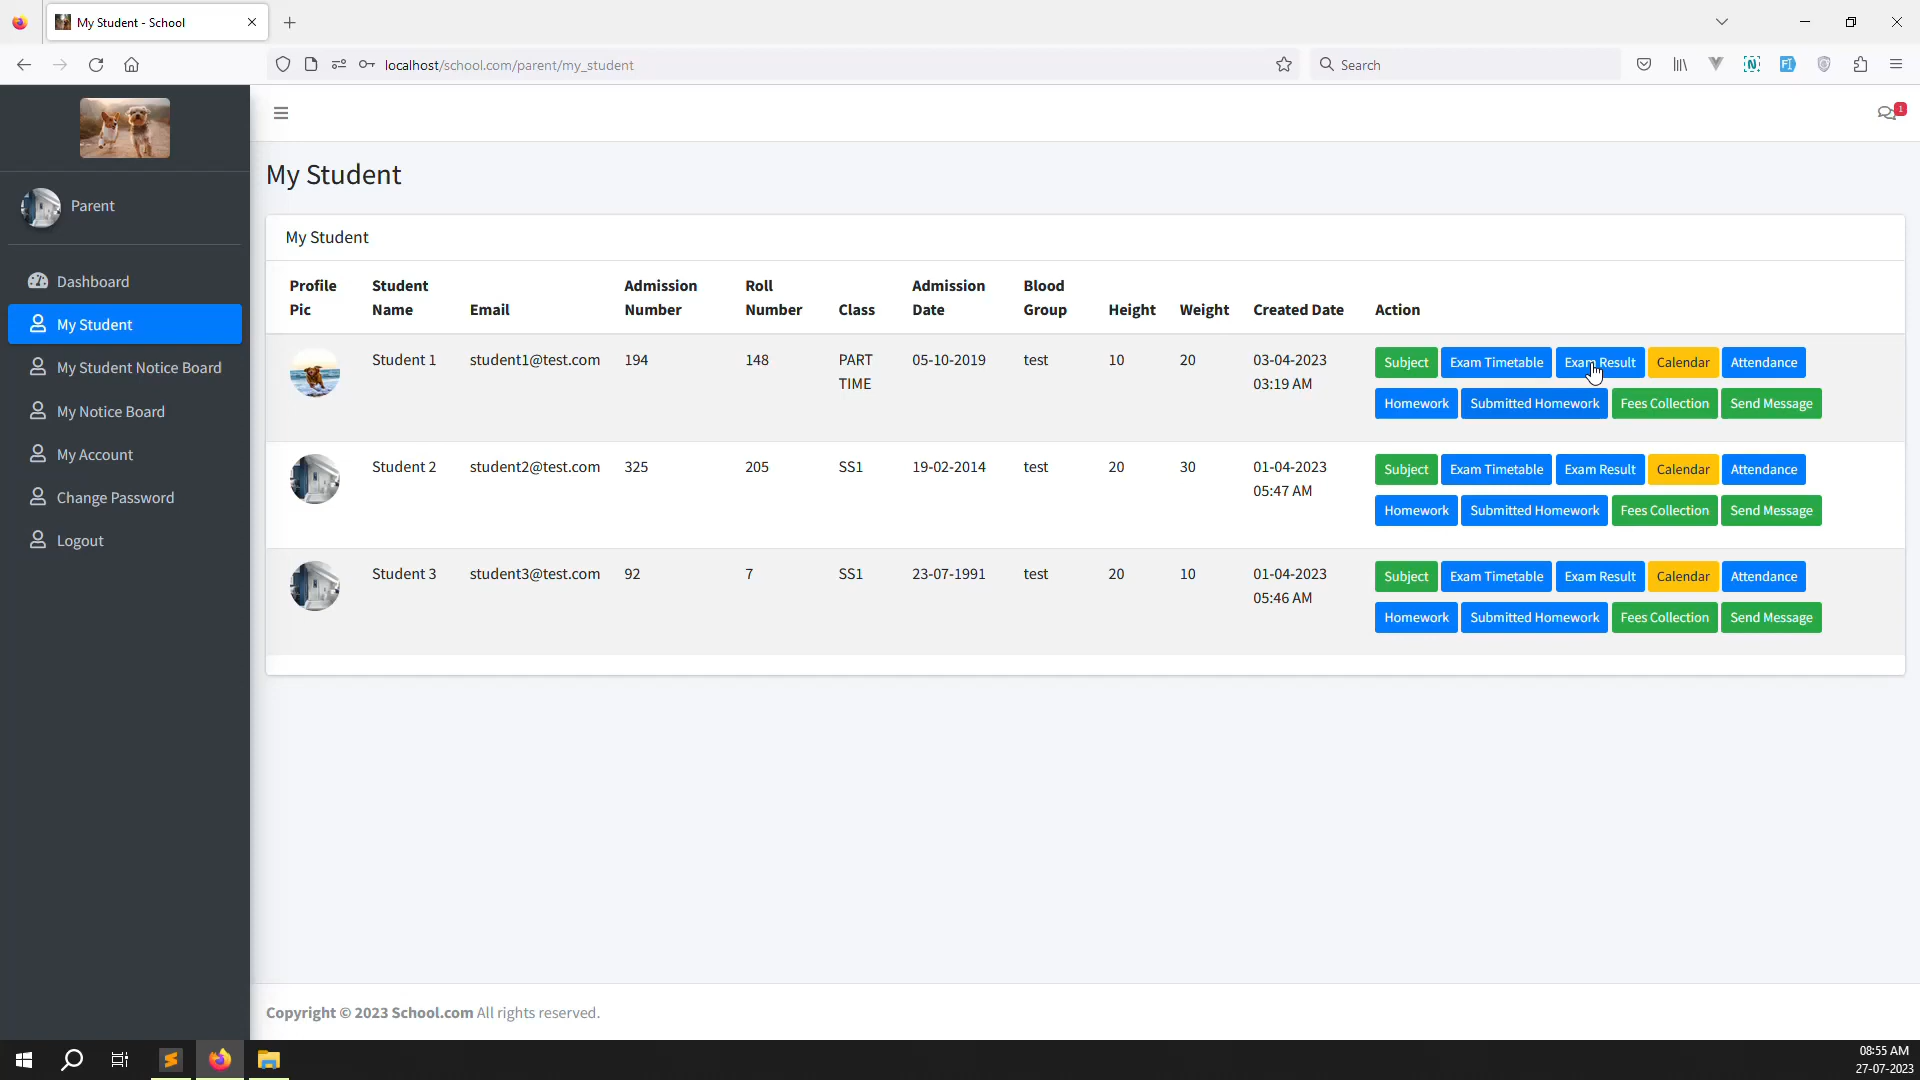 My Student - School
localhost/school.com/parent/my_student
Search
1
Parent
Dashboard
My Student
My Student Notice Board
My Notice Board
My Account
Change Password
Logout
My Student
My Student
Profile Pic Student Name Email Admission Number Roll Number Class Admission Date Blood Group Height Weight Created Date Action
Student 1 student1@test.com 194 148 PART TIME 05-10-2019 test 10 20 03-04-2023 03:19 AM
Subject Exam Timetable Exam Result Calendar Attendance
Homework Submitted Homework Fees Collection Send Message
Student 2 student2@test.com 325 205 SS1 19-02-2014 test 20 30 01-04-2023 05:47 AM
Subject Exam Timetable Exam Result Calendar Attendance
Homework Submitted Homework Fees Collection Send Message
Student 3 student3@test.com 92 7 SS1 23-07-1991 test 20 10 01-04-2023 05:46 AM
Subject Exam Timetable Exam Result Calendar Attendance
Homework Submitted Homework Fees Collection Send Message
Copyright © 2023 School.com All rights reserved.
08:55 AM
27-07-2023